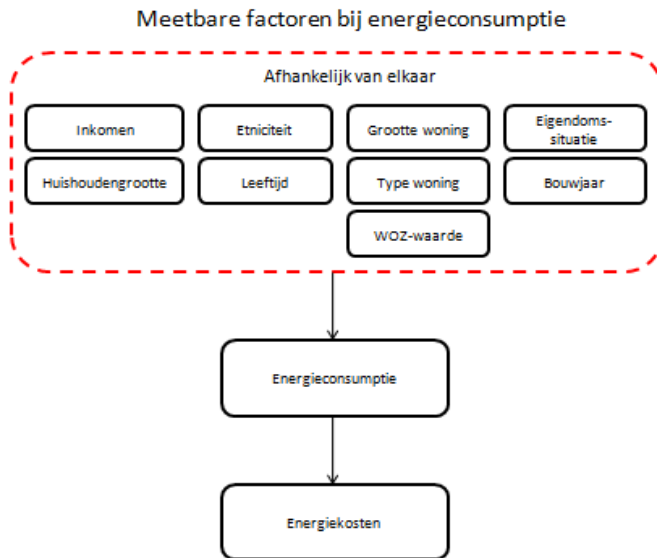 Meetbare factoren bij energieconsumptie
Afhankelijk van elkaar
Inkomen
Etniciteit
Grootte woning
Eigendoms-
situatie
Huishoudengrootte
Leeftijd
Type woning
Bouwjaar
WOZ-waarde
Energieconsumptie
Energiekosten